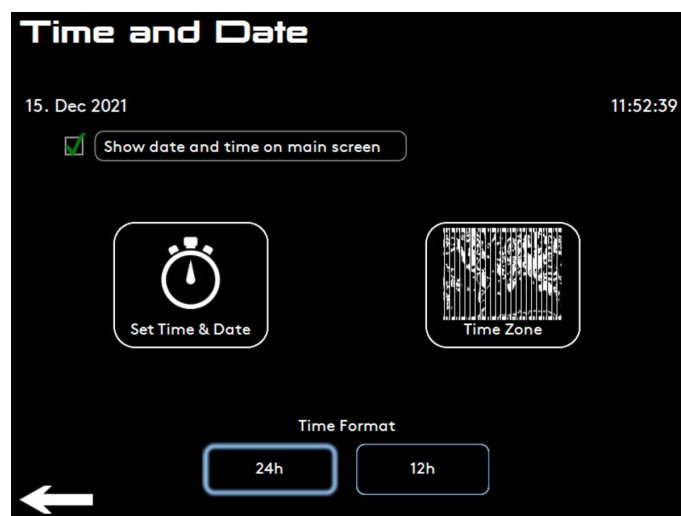 Time and Date
15. Dec 2021 11:52:39
Show date and time on main screen
Set Time & Date Time Zone
Time Format
24h 12h